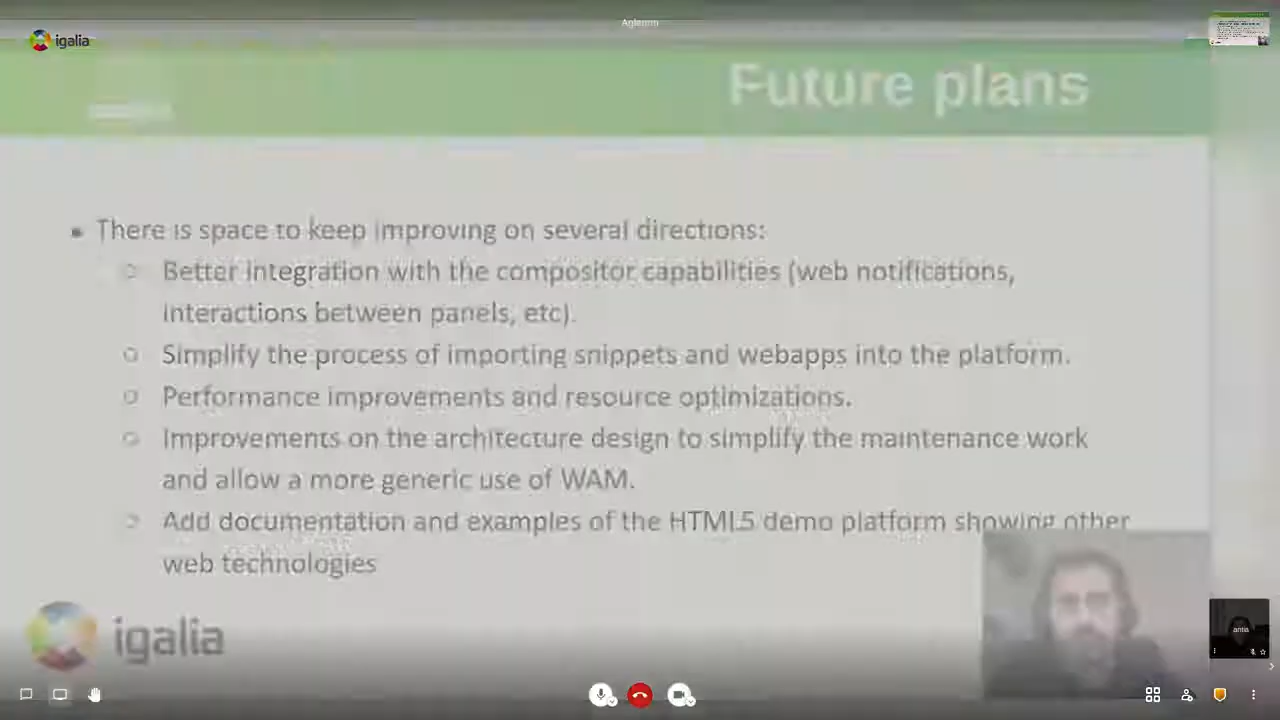 igalia
Future plans
There is space to keep improving on several directions:
Better integration with the compositor capabilities (web notifications,
interactions between panels, etc).
Simplify the process of importing snippets and webapps into the platform.
Performance improvements and resource optimizations.
Improvements on the architecture design to simplify the maintenance work
and allow a more generic use of WAM.
Add documentation and examples of the HTML5 demo platform showing other
web technologies
igalia
antia